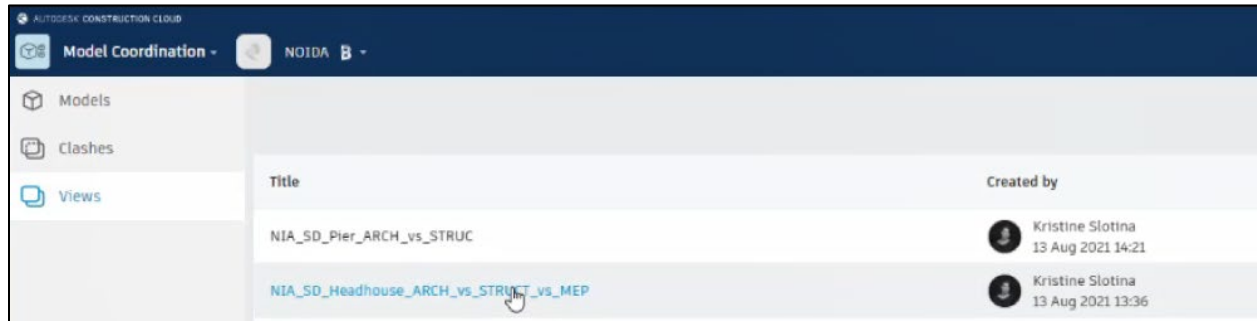 AUTODESK CONSTRUCTION CLOUD
Model Coordination NOIDA B
Models
Clashes
Views
Title Created by
NIA_SD_Pier_ARCH_vs_STRUC Kristine Slotina
13 Aug 2021 14:21
NIA_SD_Headhouse_ARCH_vs_STRUCT_vs_MEP Kristine Slotina
13 Aug 2021 13:36